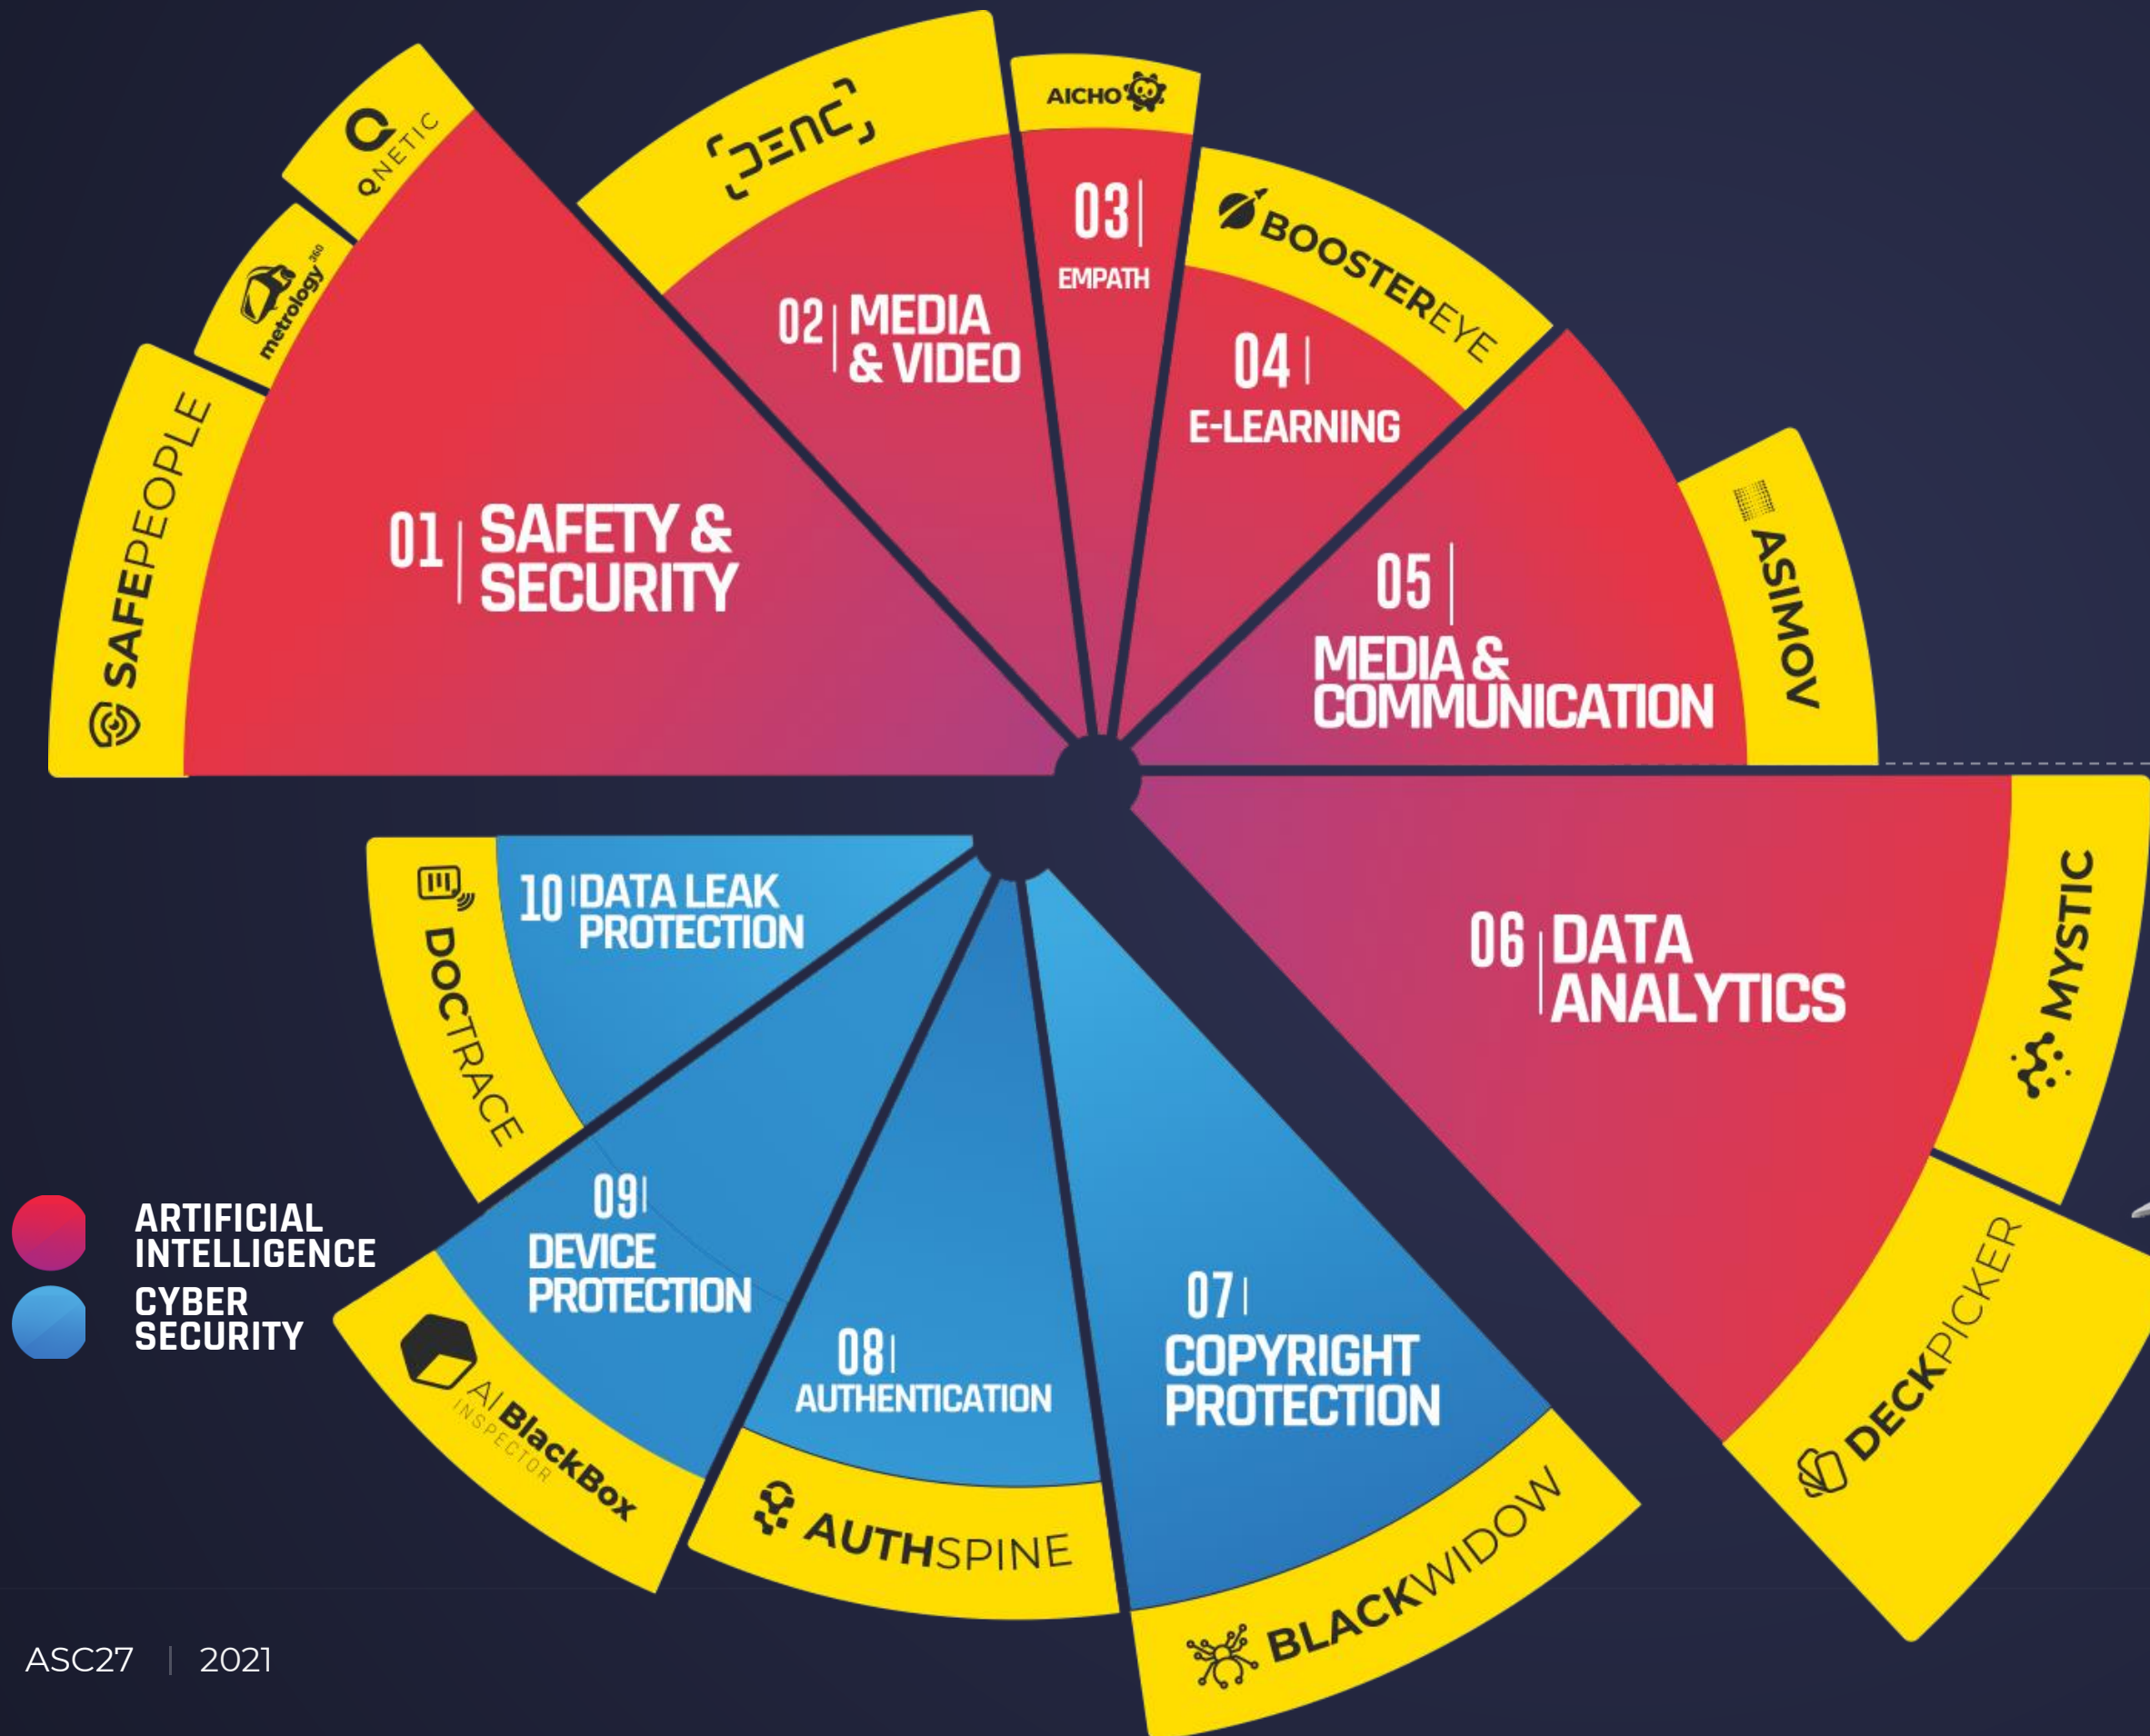 QNETIC
metrology 360
SAFEPEOPLE
01
SAFETY &
SECURITY
DENC
02
MEDIA
& VIDEO
AICHO
03
EMPATH
BOOSTEREYE
04
E-LEARNING
ASIMOV
05
MEDIA &
COMMUNICATION
MYSTIC
DECKPICKER
06
DATA
ANALYTICS
07
COPYRIGHT
PROTECTION
BLACKWIDOW
08
AUTHENTICATION
AUTHSPINE
09
DEVICE
PROTECTION
AI BlackBox
INSPECTOR
10
DATA LEAK
PROTECTION
DOCTRACE
ARTIFICIAL
INTELLIGENCE
CYBER
SECURITY
ASC27 | 2021